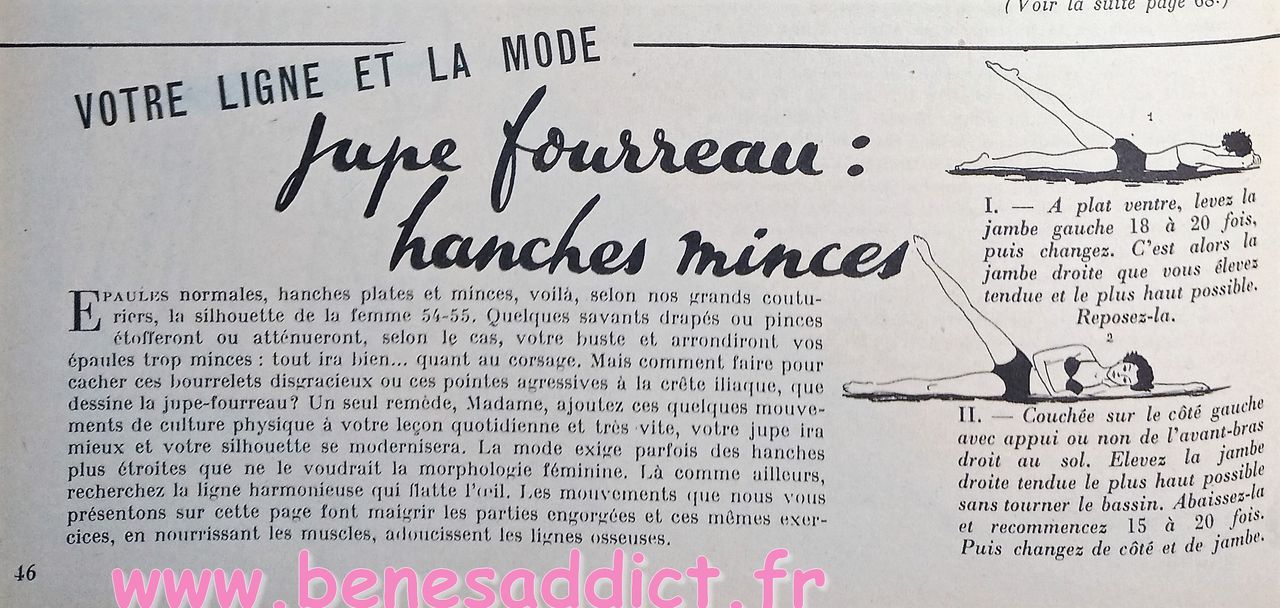 (Voir la suite page 68.)
VOTRE LIGNE ET LA MODE
Jupe fourreau :
hanches minces
EPAULES normales, hanches plates et minces, voilà, selon nos grands coutu-
riers, la silhouette de la femme 54-55. Quelques savants drapés ou pinces
étofferont ou atténueront, selon le cas, votre buste et arrondiront vos
épaules trop minces : tout ira bien... quant au corsage. Mais comment faire pour
cacher ces bourrelets disgracieux ou ces pointes agressives à la crête iliaque, que
dessine la jupe-fourreau? Un seul remède, Madame, ajoutez ces quelques mouve-
ments de culture physique à votre leçon quotidienne et très vite, votre jupe ira
mieux et votre silhouette se modernisera. La mode exige parfois des hanches
plus étroites que ne le voudrait la morphologie féminine. Là comme ailleurs,
recherchez la ligne harmonieuse qui flatte l'œil. Les mouvements que nous vous
présentons sur cette page font maigrir les parties engorgées et ces mêmes exer-
cices, en nourrissant les muscles, adoucissent les lignes osseuses.
1
I. — A plat ventre, levez la
jambe gauche 18 à 20 fois,
puis changez. C'est alors la
jambe droite que vous élevez
tendue et le plus haut possible.
Reposez-la.
2
II. — Couchée sur le côté gauche
avec appui ou non de l'avant-bras
droit au sol. Elevez la jambe
droite tendue le plus haut possible
sans tourner le bassin. Abaissez-la
et recommencez 15 à 20 fois.
Puis changez de côté et de jambe.
46
www.benesaddict.fr